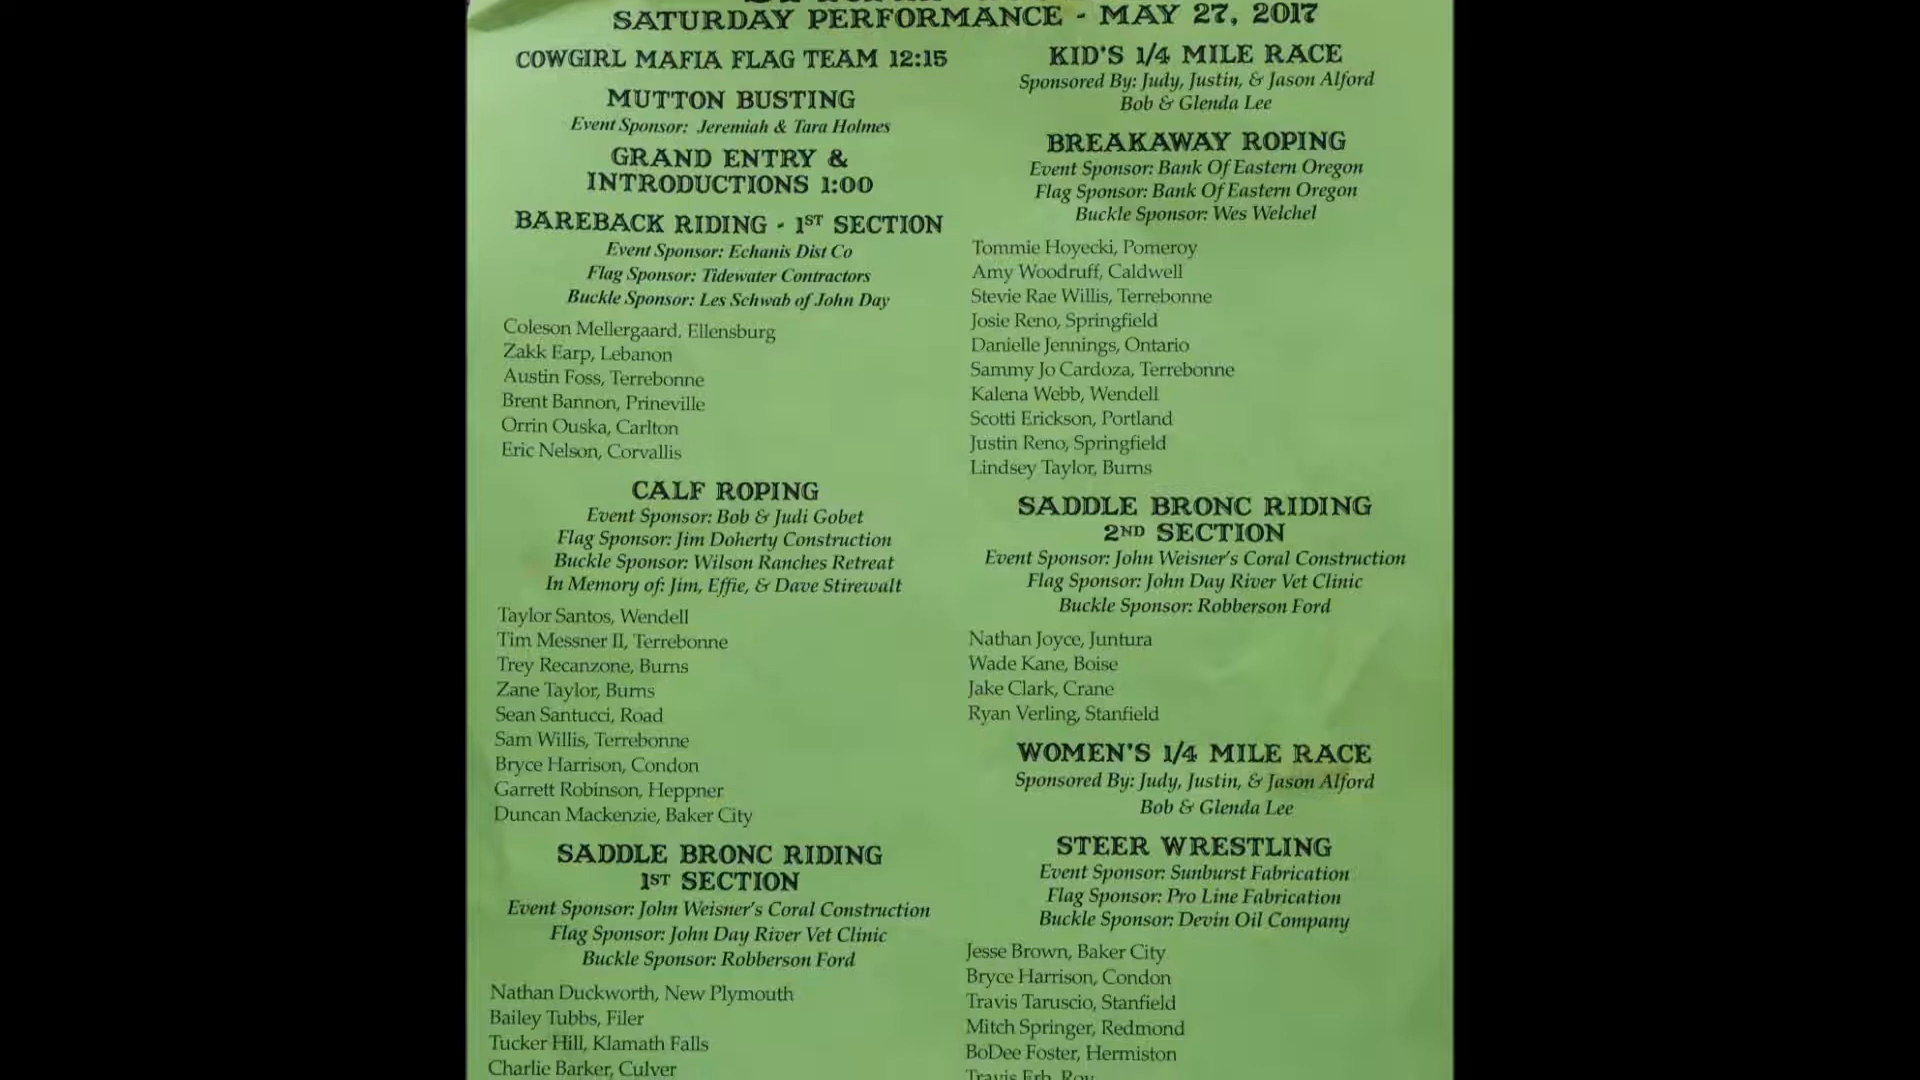 SATURDAY PERFORMANCE - MAY 27, 2017
COWGIRL MAFIA FLAG TEAM 12:15
MUTTON BUSTING
Event Sponsor: Jeremiah & Tara Holmes
GRAND ENTRY &
INTRODUCTIONS 1:00
BAREBACK RIDING - 1ST SECTION
Event Sponsor: Echanis Dist Co
Flag Sponsor: Tidewater Contractors
Buckle Sponsor: Les Schwab of John Day
Coleson Mellergaard, Ellensburg
Zakk Earp, Lebanon
Austin Foss, Terrebonne
Brent Bannon, Prineville
Orrin Ouska, Carlton
Eric Nelson, Corvallis
CALF ROPING
Event Sponsor: Bob & Judi Gobet
Flag Sponsor: Jim Doherty Construction
Buckle Sponsor: Wilson Ranches Retreat
In Memory of: Jim, Effie, & Dave Stirewalt
Taylor Santos, Wendell
Tim Messner II, Terrebonne
Trey Recanzone, Burns
Zane Taylor, Burns
Sean Santucci, Road
Sam Willis, Terrebonne
Bryce Harrison, Condon
Garrett Robinson, Heppner
Duncan Mackenzie, Baker City
SADDLE BRONC RIDING
1ST SECTION
Event Sponsor: John Weisner's Coral Construction
Flag Sponsor: John Day River Vet Clinic
Buckle Sponsor: Robberson Ford
Nathan Duckworth, New Plymouth
Bailey Tubbs, Filer
Tucker Hill, Klamath Falls
Charlie Barker, Culver
KID'S 1/4 MILE RACE
Sponsored By: Judy, Justin, & Jason Alford
Bob & Glenda Lee
BREAKAWAY ROPING
Event Sponsor: Bank Of Eastern Oregon
Flag Sponsor: Bank Of Eastern Oregon
Buckle Sponsor: Wes Welchel
Tommie Hoyecki, Pomeroy
Amy Woodruff, Caldwell
Stevie Rae Willis, Terrebonne
Josie Reno, Springfield
Danielle Jennings, Ontario
Sammy Jo Cardoza, Terrebonne
Kalena Webb, Wendell
Scotti Erickson, Portland
Justin Reno, Springfield
Lindsey Taylor, Burns
SADDLE BRONC RIDING
2ND SECTION
Event Sponsor: John Weisner's Coral Construction
Flag Sponsor: John Day River Vet Clinic
Buckle Sponsor: Robberson Ford
Nathan Joyce, Juntura
Wade Kane, Boise
Jake Clark, Crane
Ryan Verling, Stanfield
WOMEN'S 1/4 MILE RACE
Sponsored By: Judy, Justin, & Jason Alford
Bob & Glenda Lee
STEER WRESTLING
Event Sponsor: Sunburst Fabrication
Flag Sponsor: Pro Line Fabrication
Buckle Sponsor: Devin Oil Company
Jesse Brown, Baker City
Bryce Harrison, Condon
Travis Taruscio, Stanfield
Mitch Springer, Redmond
BoDee Foster, Hermiston